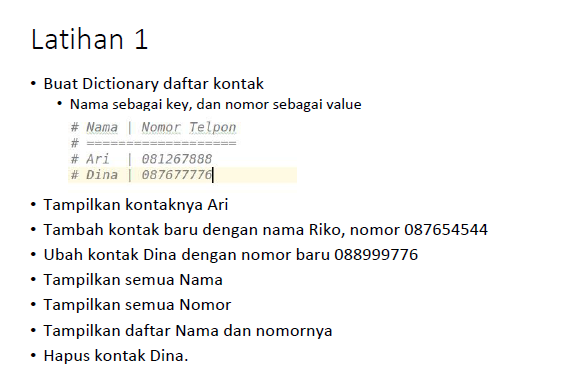 Latihan 1
• Buat Dictionary daftar kontak
• Nama sebagai key, dan nomor sebagai value
# Nama | Nomor Telpon
# ===================
# Ari | 081267888
# Dina | 087677776
• Tampilkan kontaknya Ari
• Tambah kontak baru dengan nama Riko, nomor 087654544
• Ubah kontak Dina dengan nomor baru 088999776
• Tampilkan semua Nama
• Tampilkan semua Nomor
• Tampilkan daftar Nama dan nomornya
• Hapus kontak Dina.